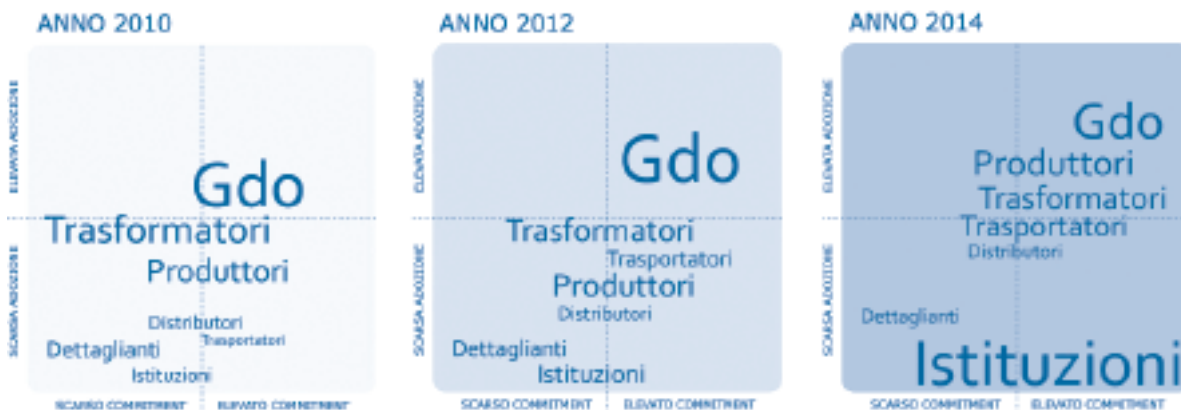 ANNO 2010
ELEVATA ADOZIONE
SCARSA ADOZIONE
Gdo
Trasformatori
Produttori
Distributori
Trasportatori
Dettaglianti
Istituzioni
SCARSO COMMITMENT
ELEVATO COMMITMENT
ANNO 2012
ELEVATA ADOZIONE
SCARSA ADOZIONE
Gdo
Trasformatori
Trasportatori
Produttori
Distributori
Dettaglianti
Istituzioni
SCARSO COMMITMENT
ELEVATO COMMITMENT
ANNO 2014
ELEVATA ADOZIONE
SCARSA ADOZIONE
Gdo
Produttori
Trasformatori
Trasportatori
Distributori
Dettaglianti
Istituzioni
SCARSO COMMITMENT
ELEVATO COMMITMENT